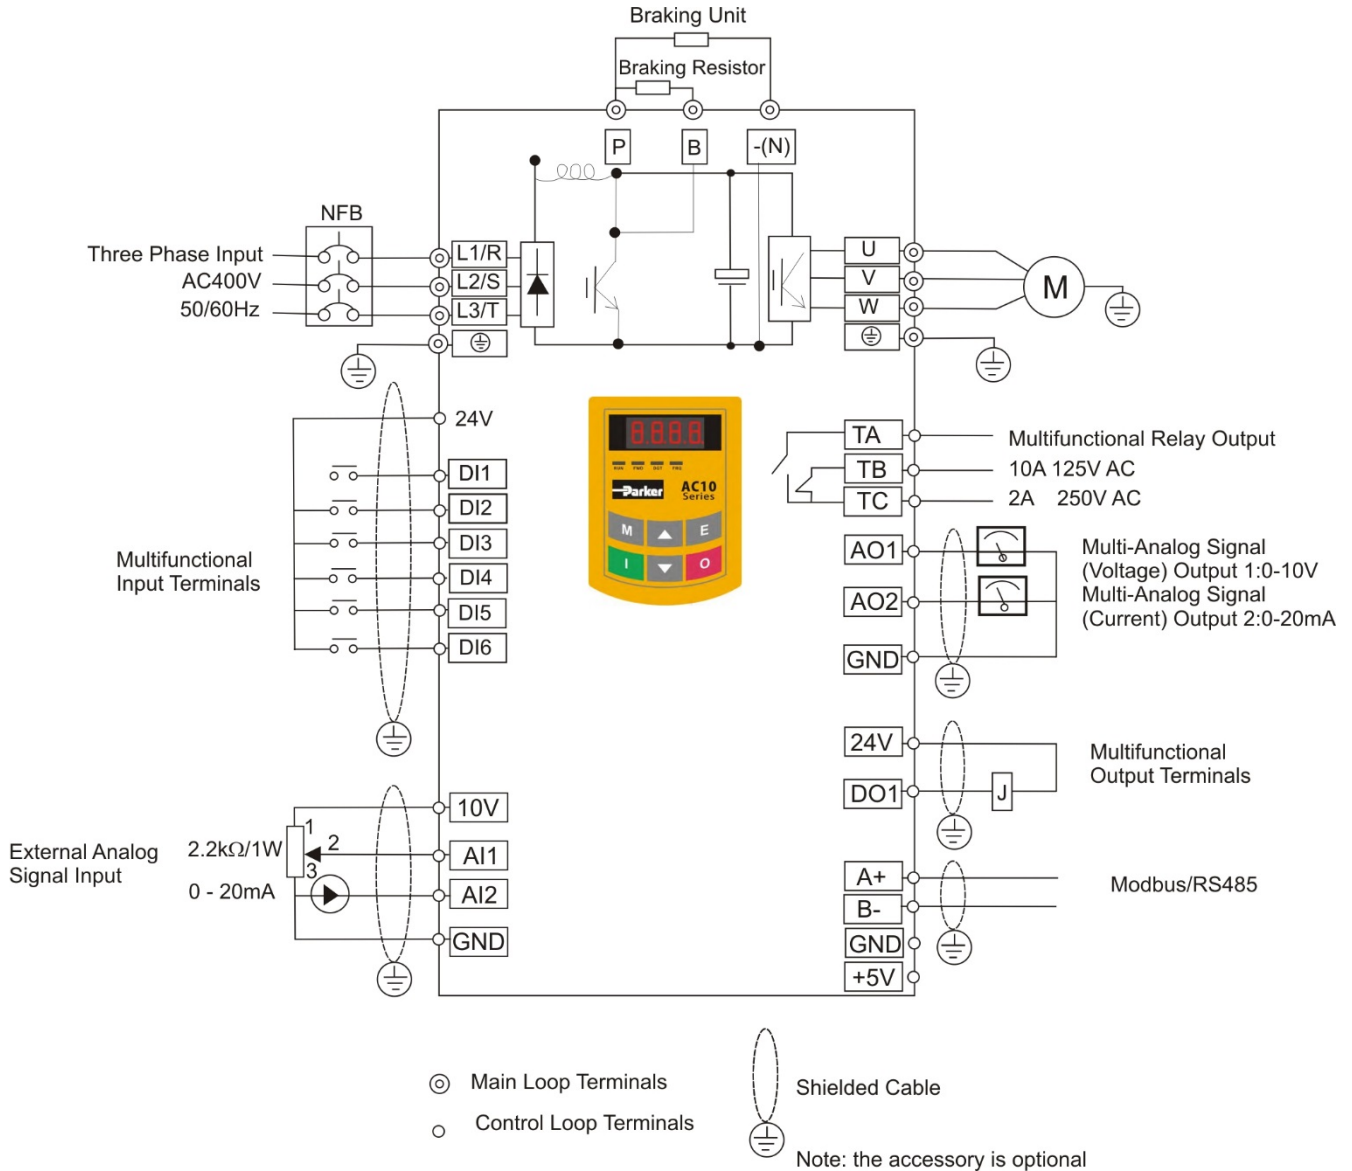 Braking Unit
Braking Resistor
P
B
-(N)
NFB
Three Phase Input
AC400V
50/60Hz
L1/R
L2/S
L3/T
U
V
W
M
24V
DI1
DI2
DI3
DI4
DI5
DI6
Multifunctional
Input Terminals
8.8.8.8
RUN FWD DGT FRQ
Parker
AC10
Series
M
E
I
O
TA
TB
TC
Multifunctional Relay Output
10A 125V AC
2A 250V AC
AO1
AO2
GND
Multi-Analog Signal
(Voltage) Output 1:0-10V
Multi-Analog Signal
(Current) Output 2:0-20mA
24V
DO1
J
Multifunctional
Output Terminals
External Analog
Signal Input
2.2kΩ/1W
0 - 20mA
1
2
3
10V
AI1
AI2
GND
A+
B-
GND
+5V
Modbus/RS485
Main Loop Terminals
Control Loop Terminals
Shielded Cable
Note: the accessory is optional